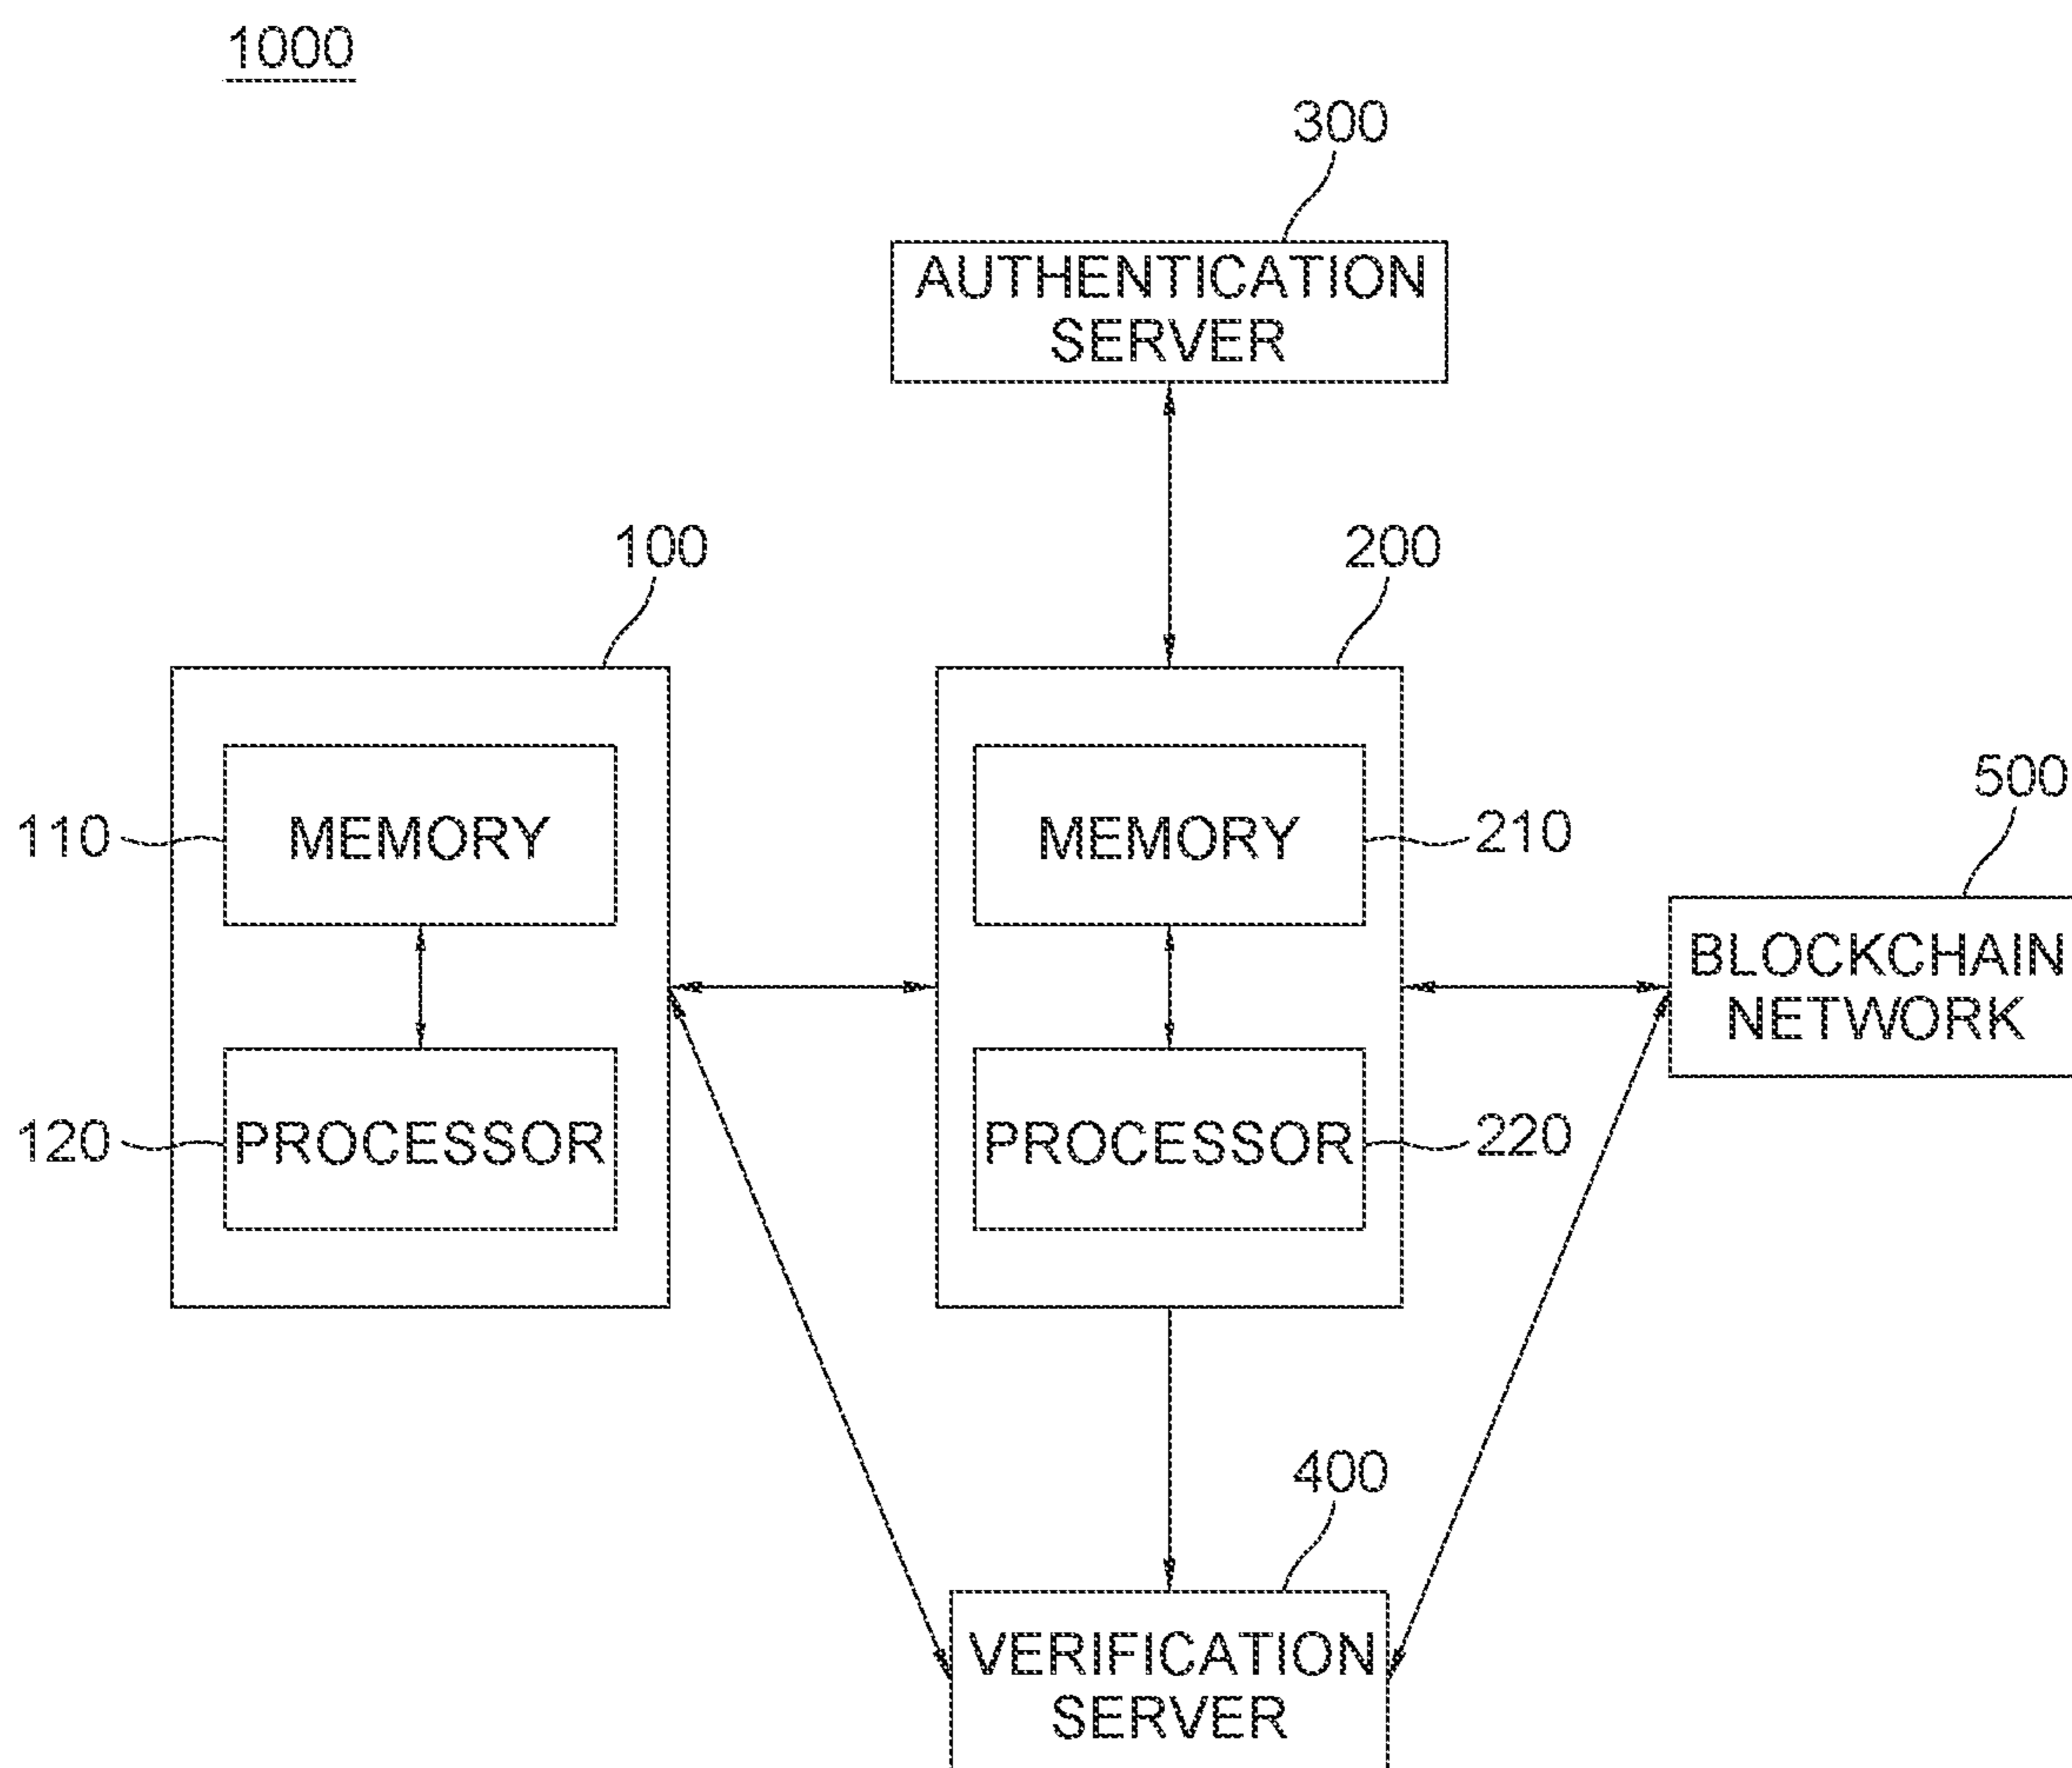 1000
300
AUTHENTICATION
SERVER
100
200
110
MEMORY
MEMORY
210
500
BLOCKCHAIN
NETWORK
120
PROCESSOR
PROCESSOR
220
400
VERIFICATION
SERVER